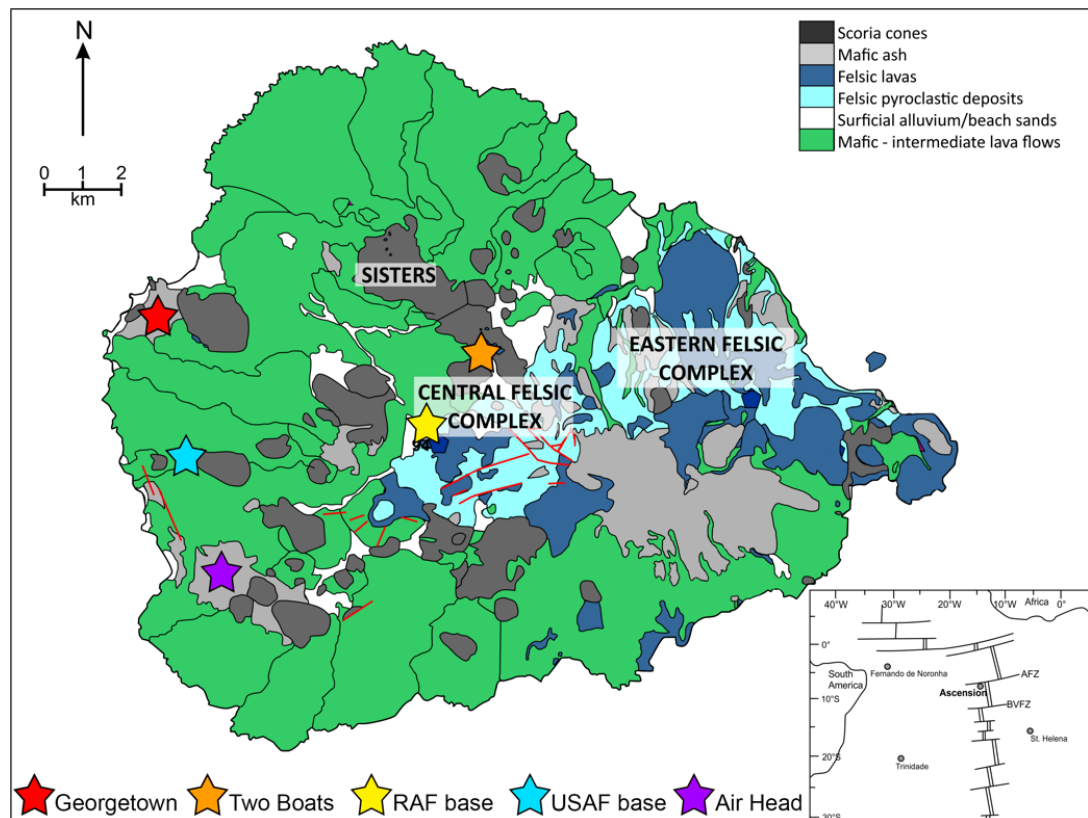 N
0 1 2
km
Scoria cones
Mafic ash
Felsic lavas
Felsic pyroclastic deposits
Surficial alluvium/beach sands
Mafic - intermediate lava flows
SISTERS
EASTERN FELSIC
COMPLEX
CENTRAL FELSIC
COMPLEX
40°W 30°W 20°W 10°W 0°
Africa
0°
South
America
Fernando de Noronha
AFZ
Ascension
10°S
BVFZ
St. Helena
Trinidade
20°S
30°S
Georgetown
Two Boats
RAF base
USAF base
Air Head